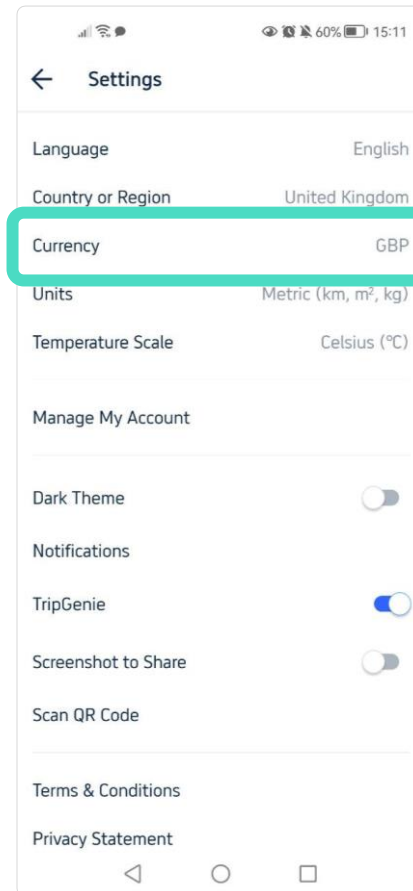 60% 15:11
Settings
Language English
Country or Region United Kingdom
Currency GBP
Units Metric (km, m², kg)
Temperature Scale Celsius (°C)
Manage My Account
Dark Theme
Notifications
TripGenie
Screenshot to Share
Scan QR Code
Terms & Conditions
Privacy Statement